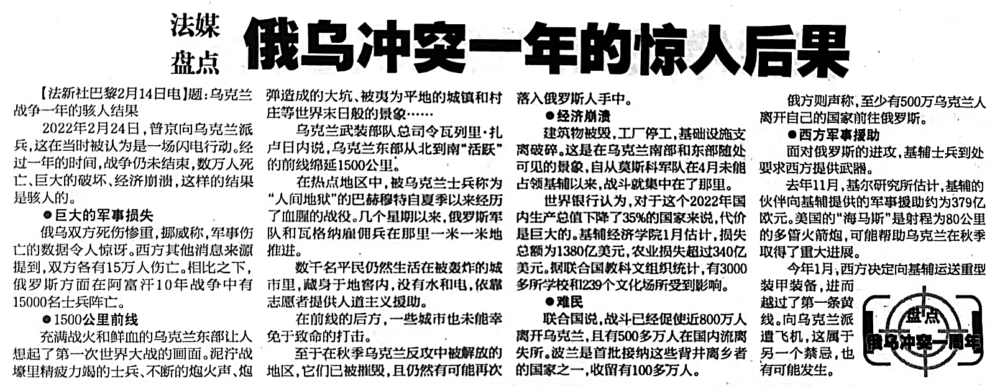 法媒
盘点
俄乌冲突一年的惊人后果
【法新社巴黎2月14日电】题：乌克兰
战争一年的骇人结果
2022年2月24日，普京向乌克兰派
兵，这在当时被认为是一场闪电行动。经
过一年的时间，战争仍未结束，数万人死
亡、巨大的破坏、经济崩溃，这样的结果
是骇人的。
●巨大的军事损失
俄乌双方死伤惨重，挪威称，军事伤
亡的数据令人惊讶。西方其他消息来源
提到，双方各有15万人伤亡。相比之下，
俄罗斯方面在阿富汗10年战争中有
15000名士兵阵亡。
●1500公里前线
充满战火和鲜血的乌克兰东部让人
想起了第一次世界大战的画面。泥泞战
壕里精疲力竭的士兵、不断的炮火声、炮
弹造成的大坑、被夷为平地的城镇和村
庄等世界末日般的景象……
乌克兰武装部队总司令瓦列里·扎
卢日内说，乌克兰东部从北到南“活跃”
的前线绵延1500公里。
在热点地区中，被乌克兰士兵称为
“人间地狱”的巴赫穆特自夏季以来经历
了血腥的战役。几个星期以来，俄罗斯军
队和瓦格纳雇佣兵在那里一米一米地
推进。
数千名平民仍然生活在被轰炸的城
市里，藏身于地窖内，没有水和电，依靠
志愿者提供人道主义援助。
在前线的后方，一些城市也未能幸
免于致命的打击。
至于在秋季乌克兰反攻中被解放的
地区，它们已被摧毁，且仍然有可能再次
落入俄罗斯人手中。
●经济崩溃
建筑物被毁，工厂停工，基础设施支
离破碎。这是在乌克兰南部和东部随处
可见的景象，自从莫斯科军队在4月未能
占领基辅以来，战斗就集中在了那里。
世界银行认为，对于这个2022年国
内生产总值下降了35%的国家来说，代价
是巨大的。基辅经济学院1月估计，损失
总额为1380亿美元，农业损失超过340亿
美元。据联合国教科文组织统计，有3000
多所学校和239个文化场所受到影响。
●难民
联合国说，战斗已经促使近800万人
离开乌克兰，且有500多万人在国内流离
失所。波兰是首批接纳这些背井离乡者
的国家之一，收留有100多万人。
俄方则声称，至少有500万乌克兰人
离开自己的国家前往俄罗斯。
●西方军事援助
面对俄罗斯的进攻，基辅士兵到处
要求西方提供武器。
去年11月，基尔研究所估计，基辅的
伙伴向基辅提供的军事援助约为379亿
欧元。美国的“海马斯”是射程为80公里
的多管火箭炮，可能帮助乌克兰在秋季
取得了重大进展。
今年1月，西方决定向基辅运送重型
装甲装备，进而
越过了第一条黄
线。向乌克兰派
遣飞机，这属于
另一个禁忌，也
有可能发生。
盘点
俄乌冲突一周年